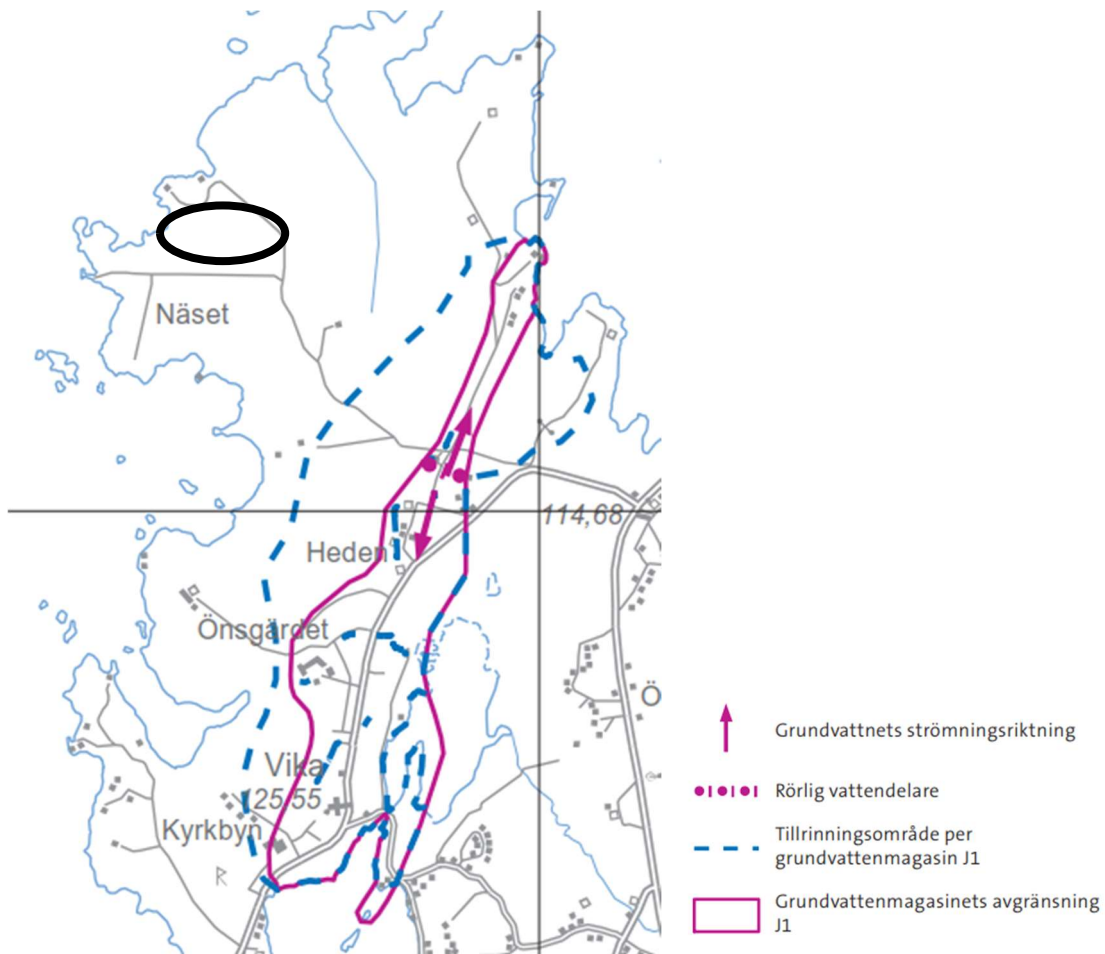 Näset
114,68
Heden
Önsgärdet
Ö
Vika
125,55
Kyrkbyn
R
Grundvattnets strömningsriktning
Rörlig vattendelare
Tillrinningsområde per
grundvattenmagasin J1
Grundvattenmagasinets avgränsning
J1